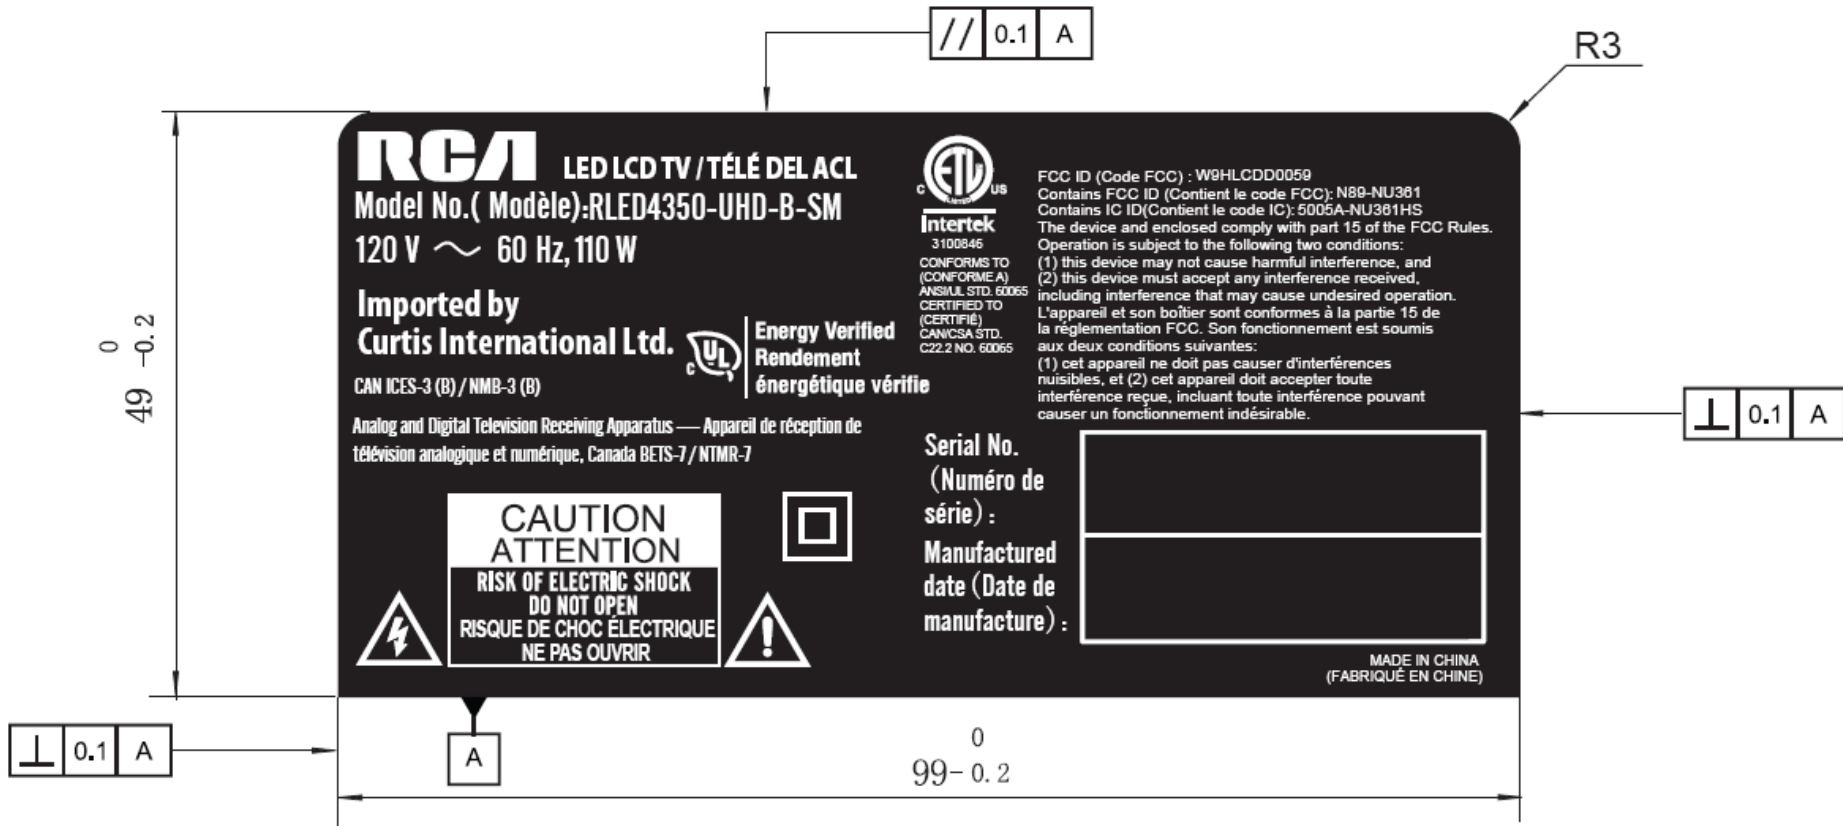 // 0.1 A
R3
RCA LED LCD TV / TÉLÉ DEL ACL
Model No.( Modèle):RLED4350-UHD-B-SM
120 V ～ 60 Hz, 110 W
Imported by
Curtis International Ltd.
CAN ICES-3 (B) / NMB-3 (B)
C UL
Energy Verified
Rendement
énergétique vérifie
Analog and Digital Television Receiving Apparatus — Appareil de réception de
télévision analogique et numérique, Canada BETS-7 / NTMR-7
CAUTION
ATTENTION
RISK OF ELECTRIC SHOCK
DO NOT OPEN
RISQUE DE CHOC ÉLECTRIQUE
NE PAS OUVRIR
ETL
LISTED
C US
Intertek
3100846
CONFORMS TO
(CONFORME A)
ANSI/UL STD. 60065
CERTIFIED TO
(CERTIFIÉ)
CAN/CSA STD.
C22.2 NO. 60065
FCC ID (Code FCC) : W9HLCDD0059
Contains FCC ID (Contient le code FCC): N89-NU361
Contains IC ID(Contient le code IC): 5005A-NU361HS
The device and enclosed comply with part 15 of the FCC Rules.
Operation is subject to the following two conditions:
(1) this device may not cause harmful interference, and
(2) this device must accept any interference received,
including interference that may cause undesired operation.
L'appareil et son boîtier sont conformes à la partie 15 de
la réglementation FCC. Son fonctionnement est soumis
aux deux conditions suivantes:
(1) cet appareil ne doit pas causer d'interférences
nuisibles, et (2) cet appareil doit accepter toute
interférence reçue, incluant toute interférence pouvant
causer un fonctionnement indésirable.
Serial No.
(Numéro de
série) :
Manufactured
date (Date de
manufacture) :
MADE IN CHINA
(FABRIQUÉ EN CHINE)
0
49 -0.2
⊥ 0.1 A
⊥ 0.1 A
A
0
99-0.2